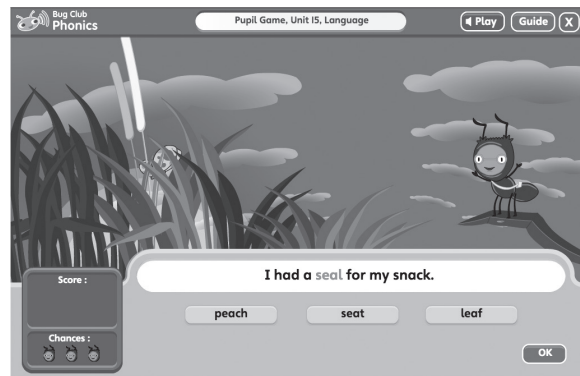 Bug Club
Phonics
Pupil Game, Unit 15, Language
Play
Guide
X
I had a seal for my snack.
Score :
peach
seat
leaf
Chances :
OK